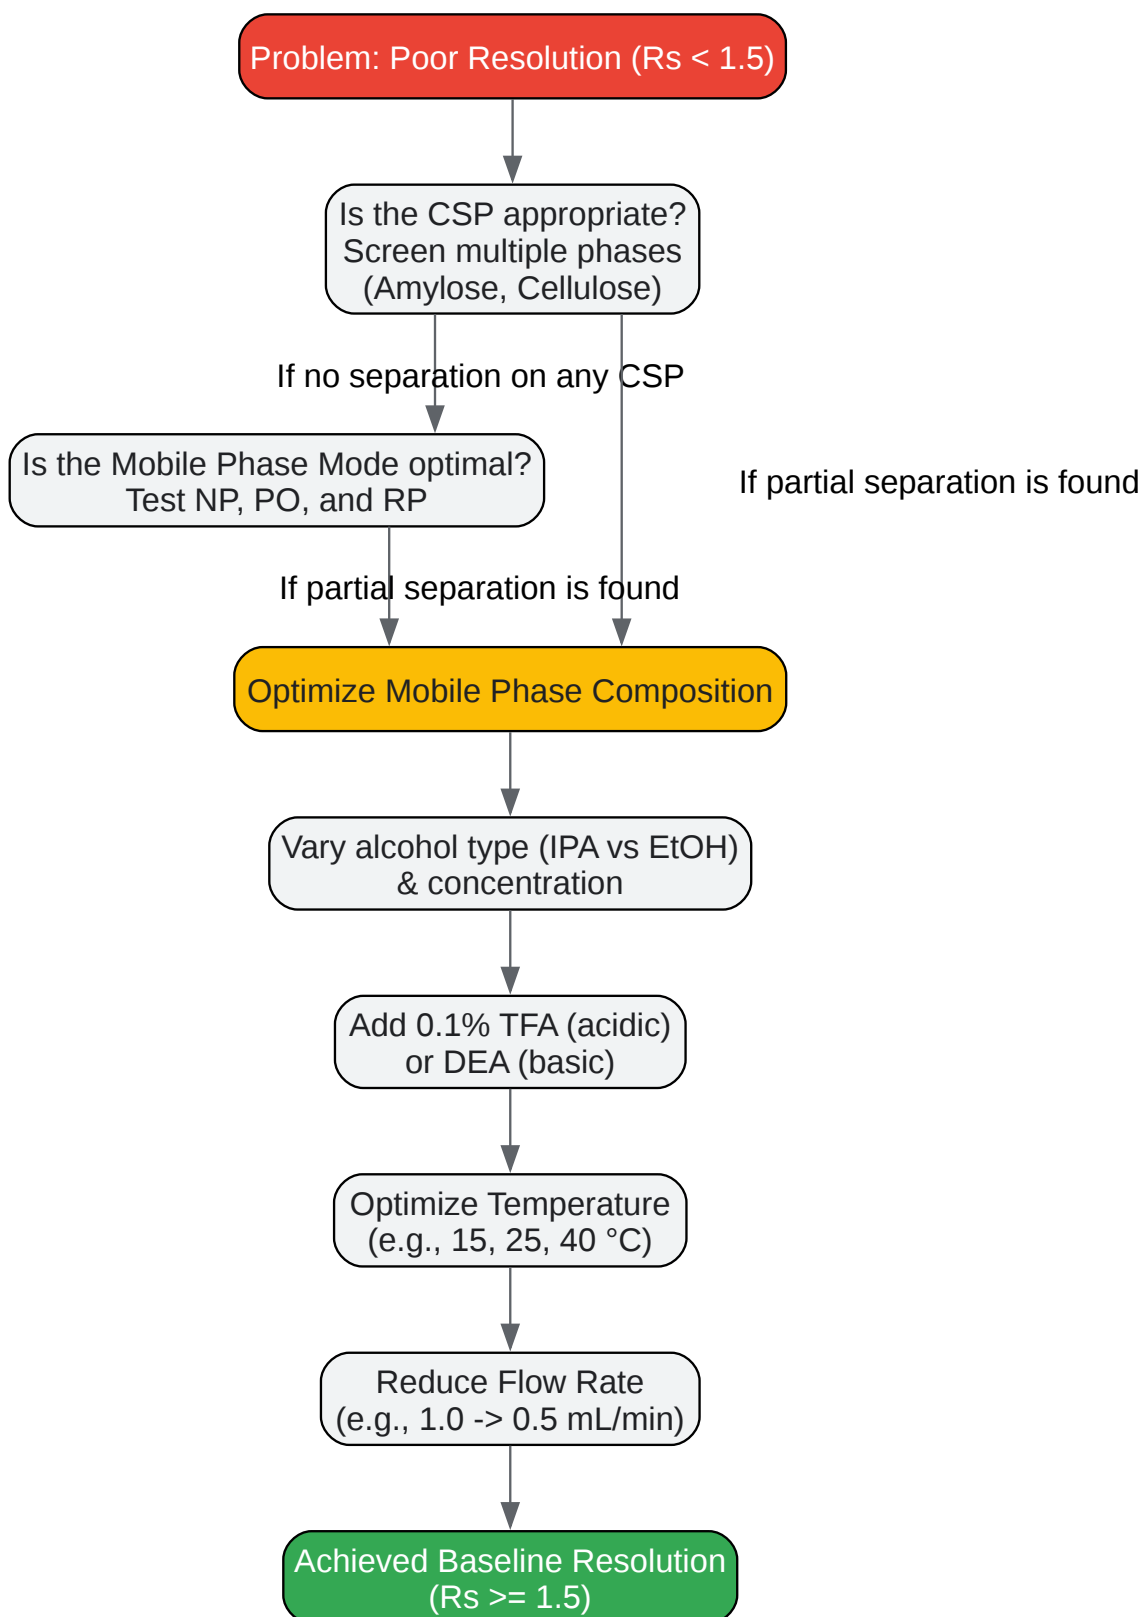 Problem: Poor Resolution (Rs < 1.5)
Is the CSP appropriate?
Screen multiple phases
(Amylose, Cellulose)
If no separation on any CSP
Is the Mobile Phase Mode optimal?
Test NP, PO, and RP
If partial separation is found
If partial separation is found
Optimize Mobile Phase Composition
Vary alcohol type (IPA vs EtOH)
& concentration
Add 0.1% TFA (acidic)
or DEA (basic)
Optimize Temperature
(e.g., 15, 25, 40 °C)
Reduce Flow Rate
(e.g., 1.0 -> 0.5 mL/min)
Achieved Baseline Resolution
(Rs >= 1.5)